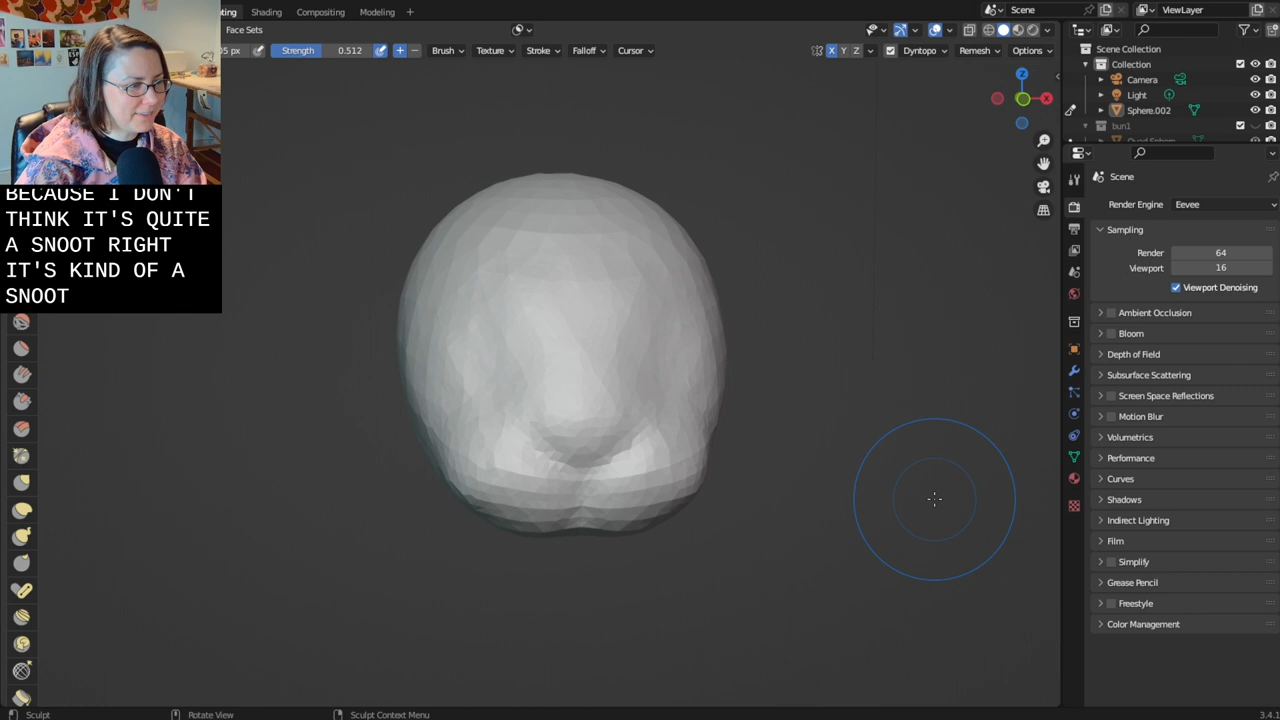 Shading Compositing Modeling +
Scene ViewLayer
Face Sets
px Strength 0.512 Brush Texture Stroke Falloff Cursor X Y Z Dyntopo Remesh Options
Scene Collection
Collection
Camera
Light
Sphere.002
bun1
Z
X
Scene
BECAUSE I DON'T
THINK IT'S QUITE
A SNOOT RIGHT
IT'S KIND OF A
SNOOT
Render Engine Eevee
Sampling
Render 64
Viewport 16
Viewport Denoising
Ambient Occlusion
Bloom
Depth of Field
Subsurface Scattering
Screen Space Reflections
Motion Blur
Volumetrics
Performance
Curves
Shadows
Indirect Lighting
Film
Simplify
Grease Pencil
Freestyle
Color Management
Sculpt Rotate View Sculpt Context Menu 3.4.1